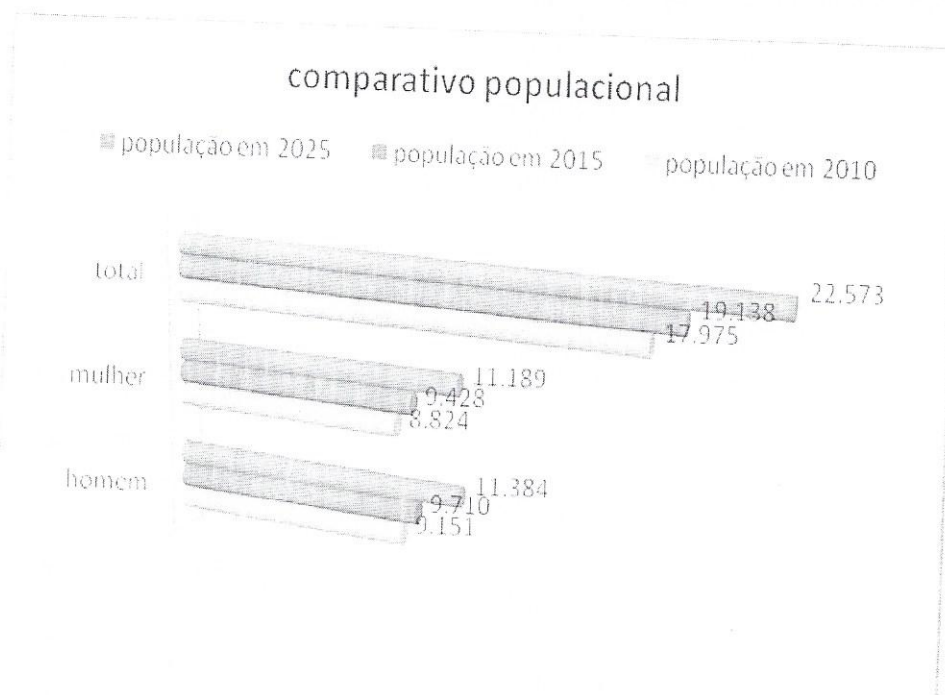 comparativo populacional
população em 2025 população em 2015 população em 2010
total
22.573
19.138
17.975
mulher
11.189
9.428
8.824
homem
11.384
9.710
9.151